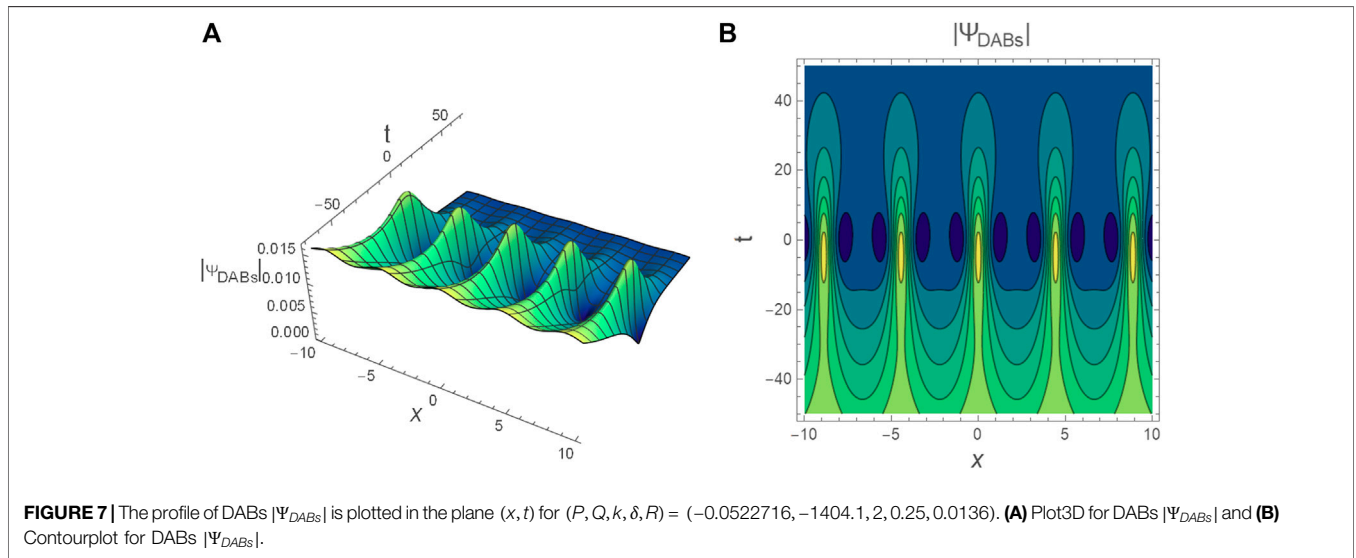 A
B
|Ψ_DABs|
50
t
0
−50
0.015
|Ψ_DABs|
0.010
0.005
0.000
−10
−5
x
0
5
10
40
20
t
0
−20
−40
−10
−5
0
5
10
x
FIGURE 7 | The profile of DABs |Ψ_DABs| is plotted in the plane (x, t) for (P, Q, k, δ, R) = (−0.0522716, −1404.1, 2, 0.25, 0.0136). (A) Plot3D for DABs |Ψ_DABs| and (B)
Contourplot for DABs |Ψ_DABs|.